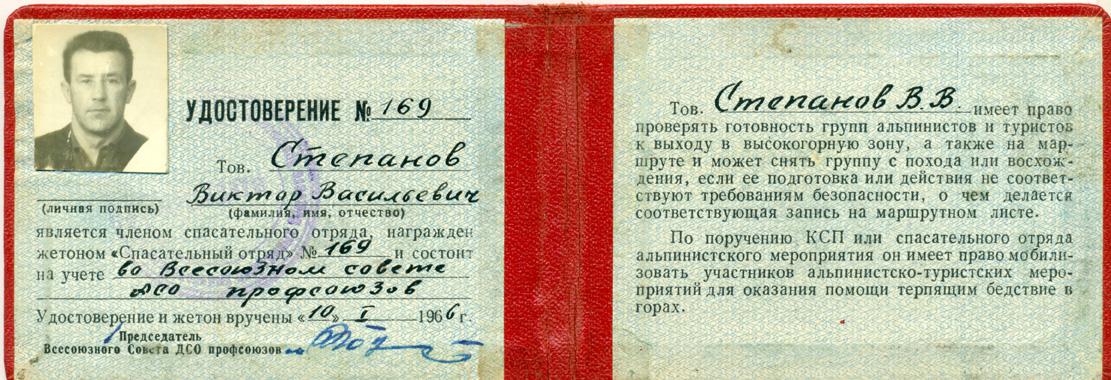 УДОСТОВЕРЕНИЕ № 169
Тов. Степанов
Виктор Васильевич
(личная подпись)
(фамилия, имя, отчество)
является членом спасательного отряда, награжден
жетоном «Спасательный отряд» № 169 и состоит
на учете во Всесоюзном совете
ДСО профсоюзов
Удостоверение и жетон вручены «10» I 1966 г.
Председатель
Всесоюзного Совета ДСО профсоюзов
Тов. Степанов В.В. имеет право
проверять готовность групп альпинистов и туристов
к выходу в высокогорную зону, а также на мар-
шруте и может снять группу с похода или восхож-
дения, если ее подготовка или действия не соответ-
ствуют требованиям безопасности, о чем делается
соответствующая запись на маршрутном листе.
По поручению КСП или спасательного отряда
альпинистского мероприятия он имеет право мобили-
зовать участников альпинистско-туристских меро-
приятий для оказания помощи терпящим бедствие в
горах.